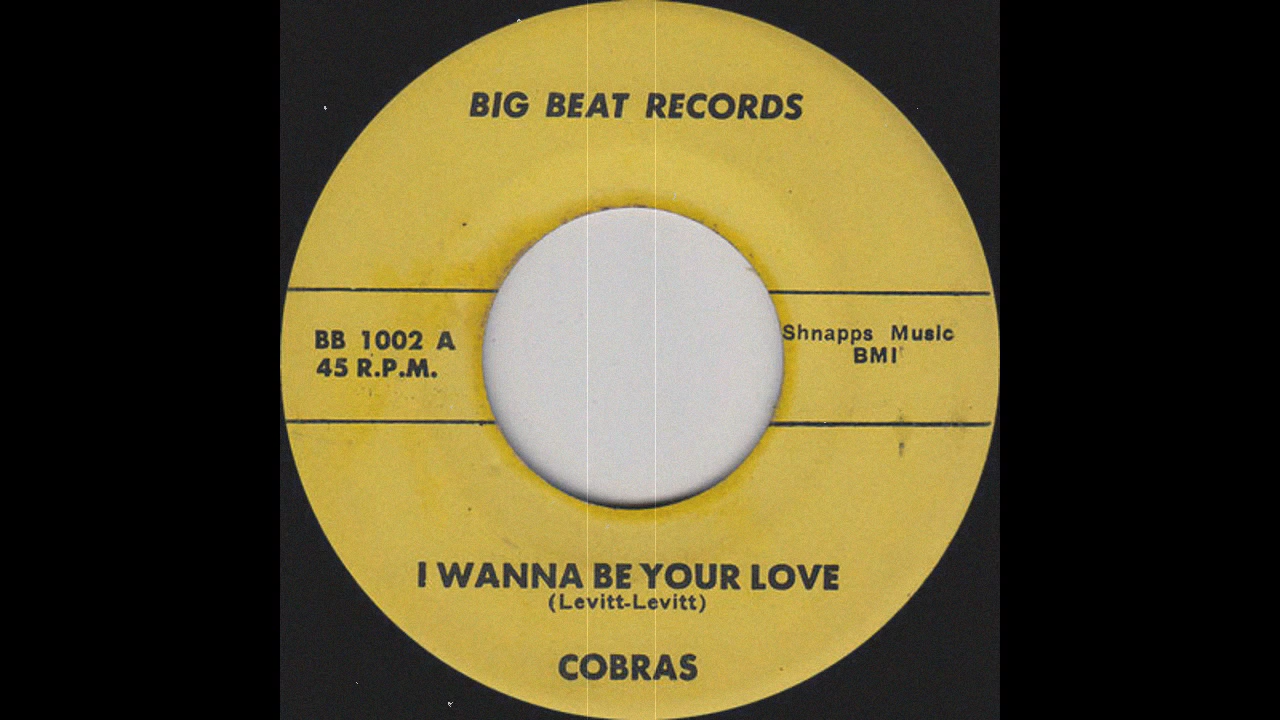 BIG BEAT RECORDS
BB 1002 A
45 R.P.M.
Shnapps Music
BMI
I WANNA BE YOUR LOVE
(Levitt-Levitt)
COBRAS